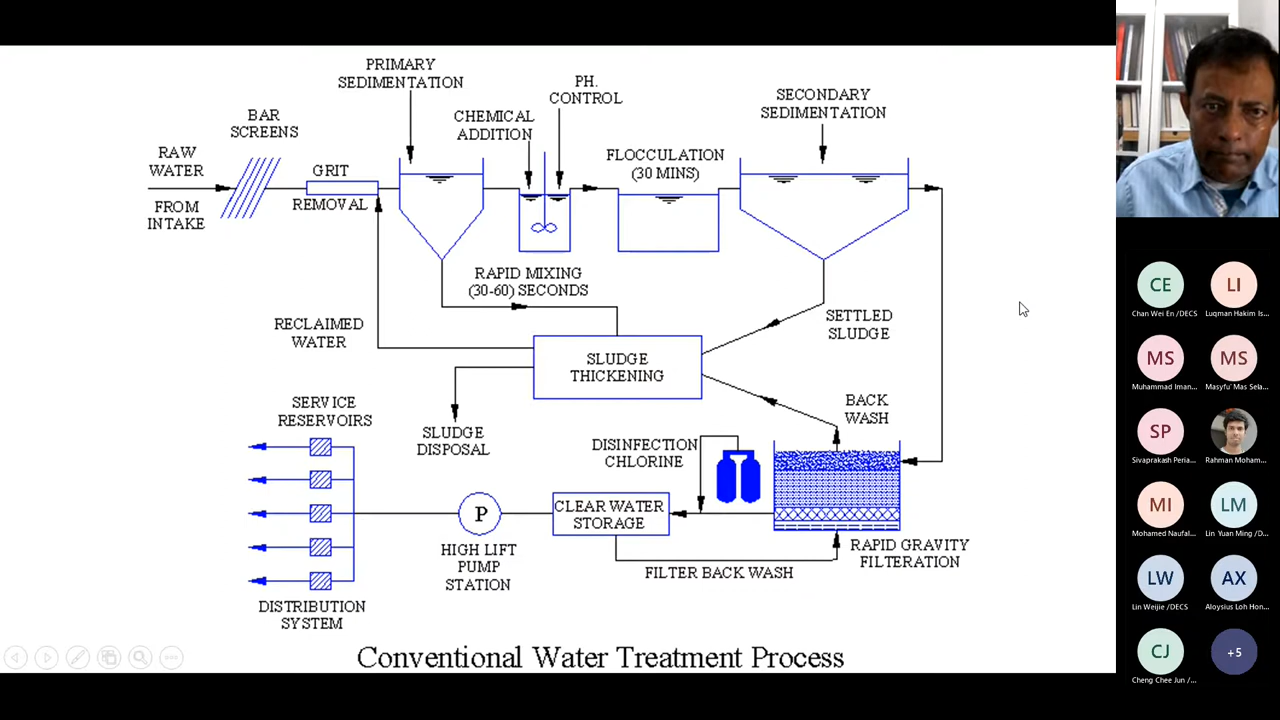 PRIMARY
SEDIMENTATION
PH.
CONTROL
SECONDARY
SEDIMENTATION
BAR
SCREENS
CHEMICAL
ADDITION
RAW
WATER
GRIT
FLOCCULATION
(30 MINS)
FROM
INTAKE
REMOVAL
RAPID MIXING
(30-60) SECONDS
RECLAIMED
WATER
SETTLED
SLUDGE
SLUDGE
THICKENING
SERVICE
RESERVOIRS
SLUDGE
DISPOSAL
BACK
WASH
DISINFECTION
CHLORINE
P
CLEAR WATER
STORAGE
HIGH LIFT
PUMP
STATION
RAPID GRAVITY
FILTERATION
FILTER BACK WASH
DISTRIBUTION
SYSTEM
Conventional Water Treatment Process
CE
Chan Wei En /DECS
LI
Luqman Hakim Is...
MS
Muhammad Iman...
MS
Masyfu' Mas Sela...
SP
Sivaprakash Peria...
Rahman Moham...
MI
Mohamed Naufal...
LM
Lin Yuan Ming /D...
LW
Lin Weijie /DECS
AX
Aloysius Loh Hon...
CJ
Cheng Chee Jun /...
+5